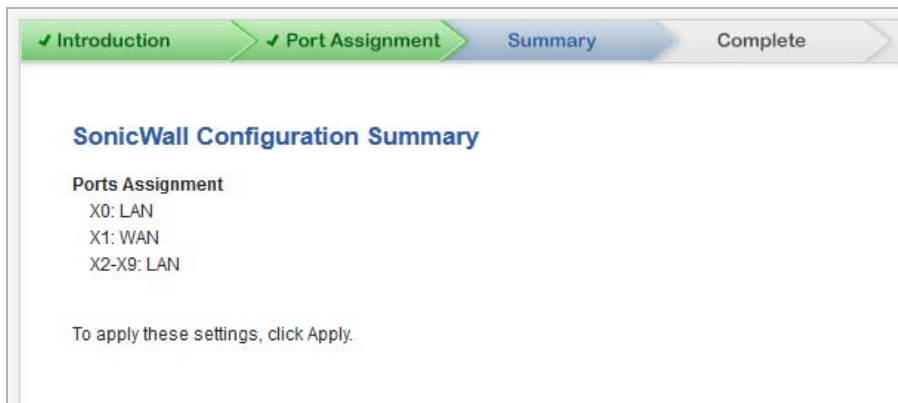 ✔ Introduction ✔ Port Assignment Summary Complete
SonicWall Configuration Summary
Ports Assignment
X0: LAN
X1: WAN
X2-X9: LAN
To apply these settings, click Apply.